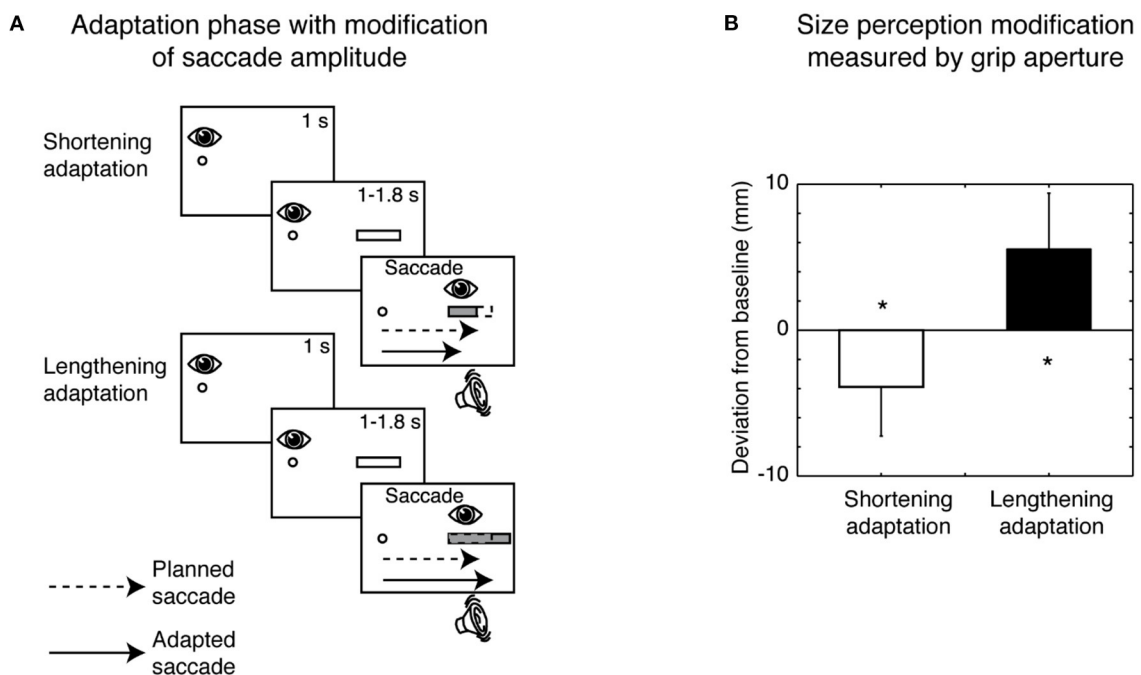 A
Adaptation phase with modification
of saccade amplitude
Shortening
adaptation
1 s
1-1.8 s
Saccade
Lengthening
adaptation
1 s
1-1.8 s
Saccade
Planned
saccade
Adapted
saccade
B
Size perception modification
measured by grip aperture
Deviation from baseline (mm)
10
0
-10
*
*
Shortening
adaptation
Lengthening
adaptation